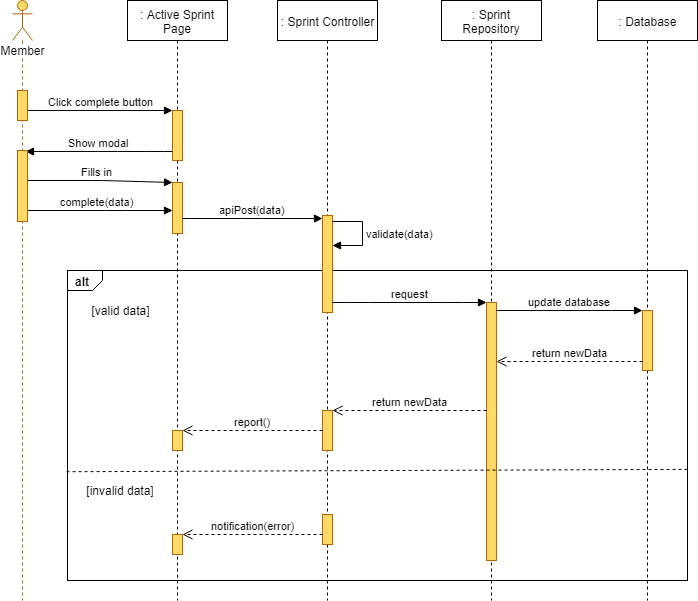 : Active Sprint
Page
: Sprint Controller
: Sprint
Repository
: Database
Member
Click complete button
Show modal
Fills in
complete(data)
apiPost(data)
validate(data)
alt
request
update database
[valid data]
return newData
return newData
report()
[invalid data]
notification(error)